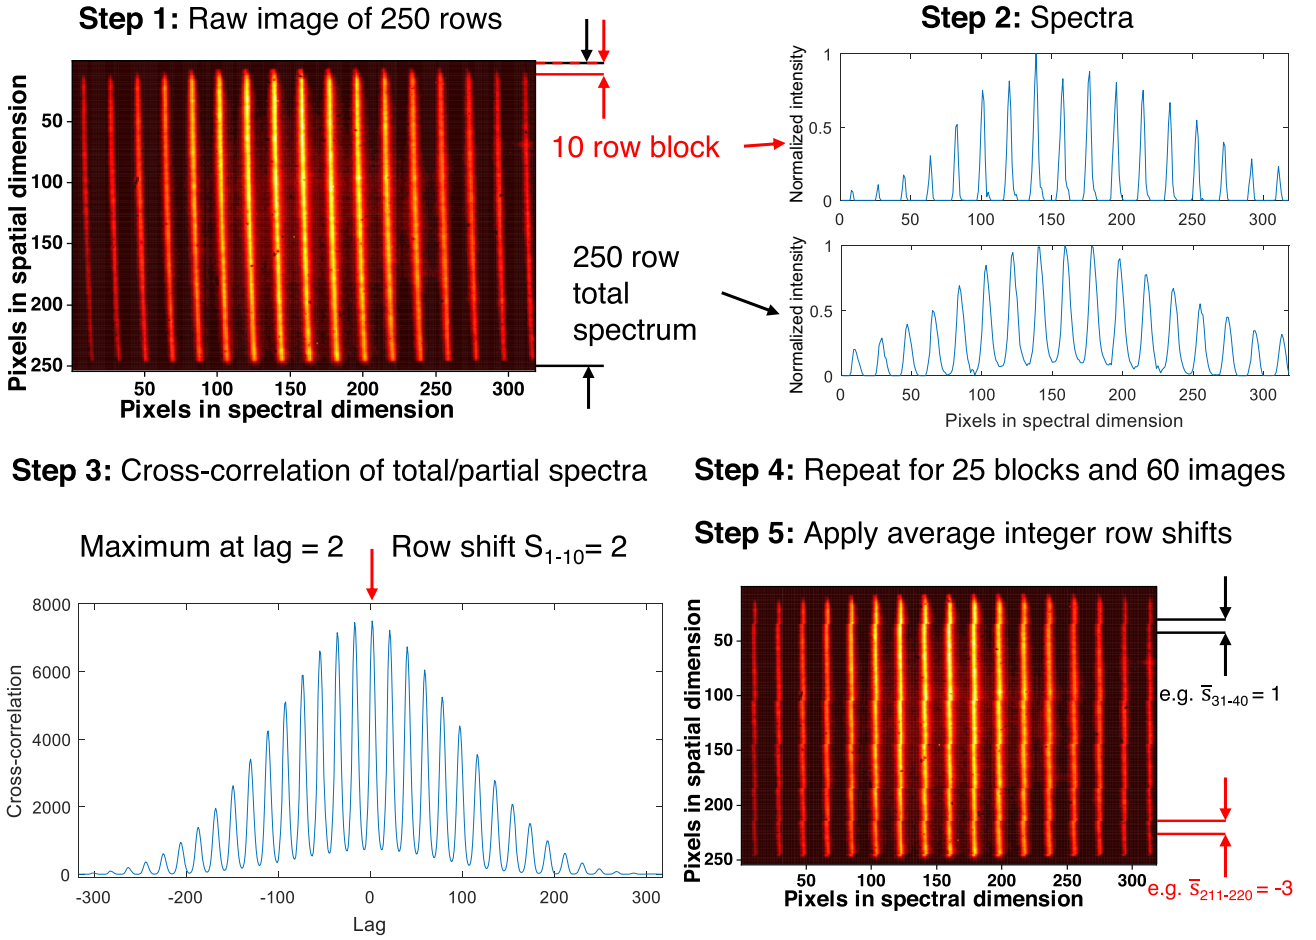 Step 1: Raw image of 250 rows
Pixels in spatial dimension
50
100
150
200
250
50 100 150 200 250 300
Pixels in spectral dimension
10 row block
250 row
total
spectrum
Step 2: Spectra
Normalized intensity
1
0.5
0
0 50 100 150 200 250 300
Normalized intensity
1
0.5
0
0 50 100 150 200 250 300
Pixels in spectral dimension
Step 3: Cross-correlation of total/partial spectra
Maximum at lag = 2
Row shift S1-10= 2
Cross-correlation
8000
6000
4000
2000
0
-300 -200 -100 0 100 200 300
Lag
Step 4: Repeat for 25 blocks and 60 images
Step 5: Apply average integer row shifts
Pixels in spatial dimension
50
100
150
200
250
50 100 150 200 250 300
Pixels in spectral dimension
e.g. s̅31-40 = 1
e.g. s̅211-220 = -3